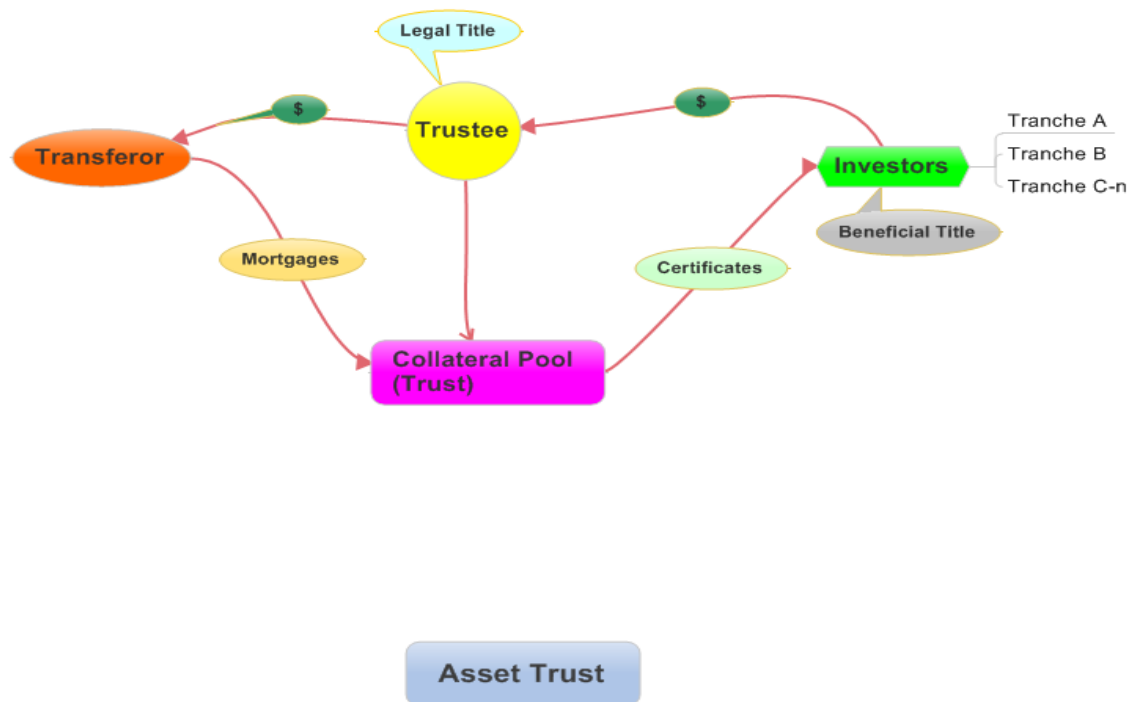 Legal Title
$
$
Trustee
Transferor
Tranche A
Investors
Tranche B
Tranche C-n
Beneficial Title
Mortgages
Certificates
Collateral Pool
(Trust)
Asset Trust